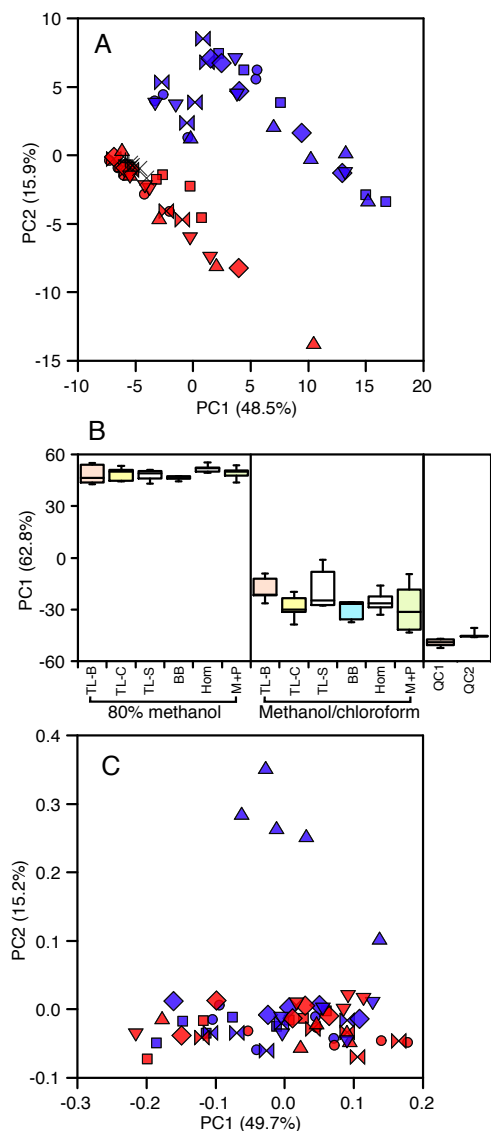 A
10
5
0
-5
-10
-15
PC2 (15.9%)
-10 -5 0 5 10 15 20
PC1 (48.5%)
B
60
30
0
-30
-60
PC1 (62.8%)
TL-B TL-C TL-S BB Hom M+P TL-B TL-C TL-S BB Hom M+P QC1 QC2
80% methanol Methanol/chloroform
C
0.4
0.3
0.2
0.1
0.0
-0.1
PC2 (15.2%)
-0.3 -0.2 -0.1 0.0 0.1 0.2
PC1 (49.7%)